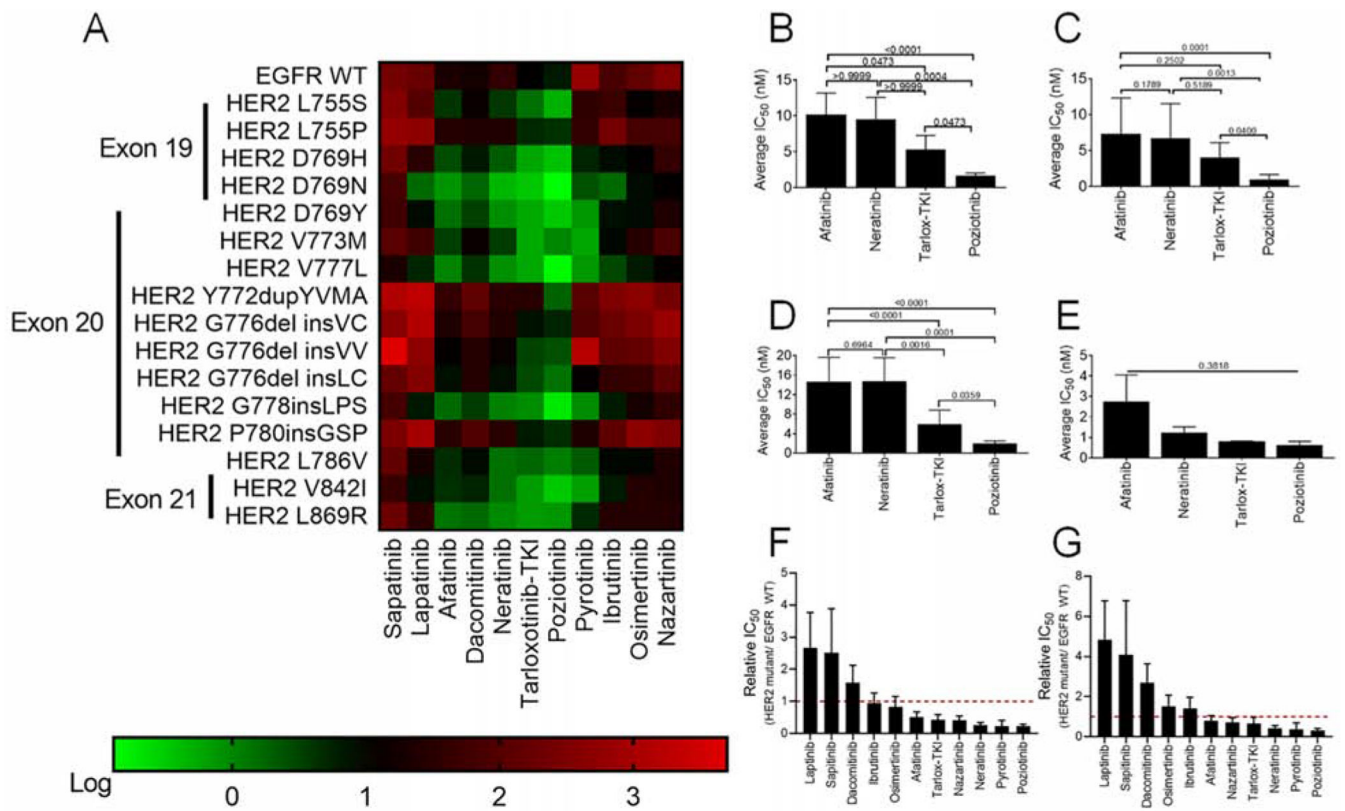 A
EGFR WT
HER2 L755S
HER2 L755P
HER2 D769H
HER2 D769N
HER2 D769Y
HER2 V773M
HER2 V777L
HER2 Y772dupYVMA
HER2 G776del insVC
HER2 G776del insVV
HER2 G776del insLC
HER2 G778insLPS
HER2 P780insGSP
HER2 L786V
HER2 V842I
HER2 L869R
Exon 19
Exon 20
Exon 21
Sapatinib
Lapatinib
Afatinib
Dacomitinib
Neratinib
Tarloxotinib-TKI
Poziotinib
Pyrotinib
Ibrutinib
Osimertinib
Nazartinib
Log
0 1 2 3
B
<0.0001
0.0473
>0.9999 0.0004
>0.9999
0.0473
Average IC50 (nM)
15
10
5
0
Afatinib
Neratinib
Tarlox-TKI
Poziotinib
C
0.0001
0.2502
0.0013
0.1789 0.5189
0.0400
Average IC50 (nM)
15
10
5
0
Afatinib
Neratinib
Tarlox-TKI
Poziotinib
D
<0.0001
<0.0001
0.0001
0.6964 0.0016
0.0359
Average IC50 (nM)
20
16
12
8
4
0
Afatinib
Neratinib
Tarlox-TKI
Poziotinib
E
0.3818
Average IC50 (nM)
5
4
3
2
1
0
Afatinib
Neratinib
Tarlox-TKI
Poziotinib
F
Relative IC50
(HER2 mutant/ EGFR WT)
5
4
3
2
1
0
Laptinib
Sapitinib
Dacomitinib
Ibrutinib
Osimertinib
Afatinib
Tarlox-TKI
Nazartinib
Neratinib
Pyrotinib
Poziotinib
G
Relative IC50
(HER2 mutant/ EGFR WT)
8
6
4
2
0
Laptinib
Sapitinib
Dacomitinib
Osimertinib
Ibrutinib
Afatinib
Nazartinib
Tarlox-TKI
Neratinib
Pyrotinib
Poziotinib